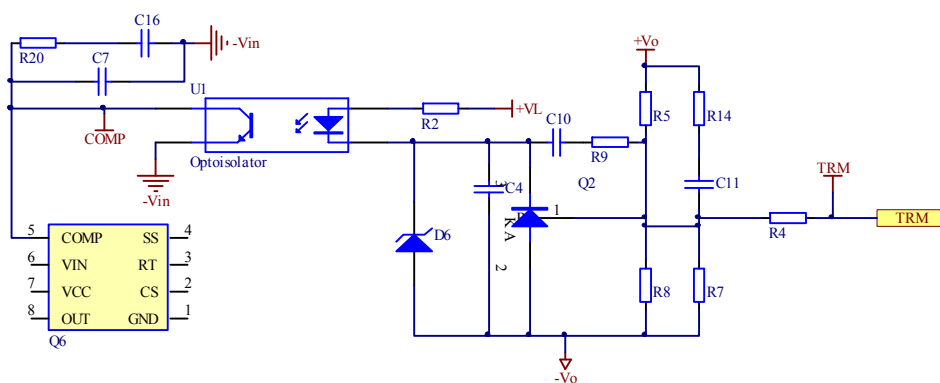 C16
-Vin
R20
C7
U1
+Vo
R5
R14
R2
+VL
C10
COMP
R9
Optoisolator
-Vin
Q2
C4
3
C11
TRM
1
R
K A
TRM
R4
D6
2
R8
R7
5 COMP SS 4
6 VIN RT 3
7 VCC CS 2
8 OUT GND 1
Q6
-Vo